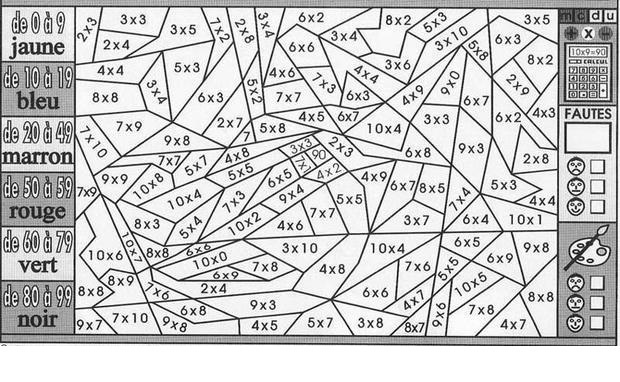 de 0 à 9
jaune
de 10 à 19
bleu
de 20 à 49
marron
de 50 à 59
rouge
de 60 à 79
vert
de 80 à 99
noir
2x3
3x3
3x5
7x2
2x8
3x4
6x2
8x2
5x3
3x5
2x4
6x6
3x4
3x10
5x8
6x3
4x4
5x3
4x6
7x3
4x4
3x6
8x2
8x8
3x4
6x3
5x2
7x7
6x3
4x9
9x0
6x7
2x9
7x10
7x9
2x7
5x8
4x5
6x7
10x4
3x3
6x2
4x3
9x8
7x7
5x7
4x8
3x3
2x3
6x8
9x3
2x8
7x9
9x9
10x8
5x5
6x5
7x1
90
4x2
4x9
6x7
8x5
7x4
5x3
4x4
10x4
7x3
9x4
5x5
8x3
5x4
10x2
4x6
7x7
3x7
6x4
10x1
10x6
10x7
8x8
6x6
3x10
10x4
6x5
6x9
9x8
10x0
7x8
4x8
7x6
5x5
8x9
6x9
8x8
7x6
2x4
6x6
4x7
10x5
8x8
9x7
7x10
9x8
6x8
9x3
4x5
5x7
3x8
8x7
9x6
7x8
4x7
m c d u
x
10x9=90
CALCUL
FAUTES